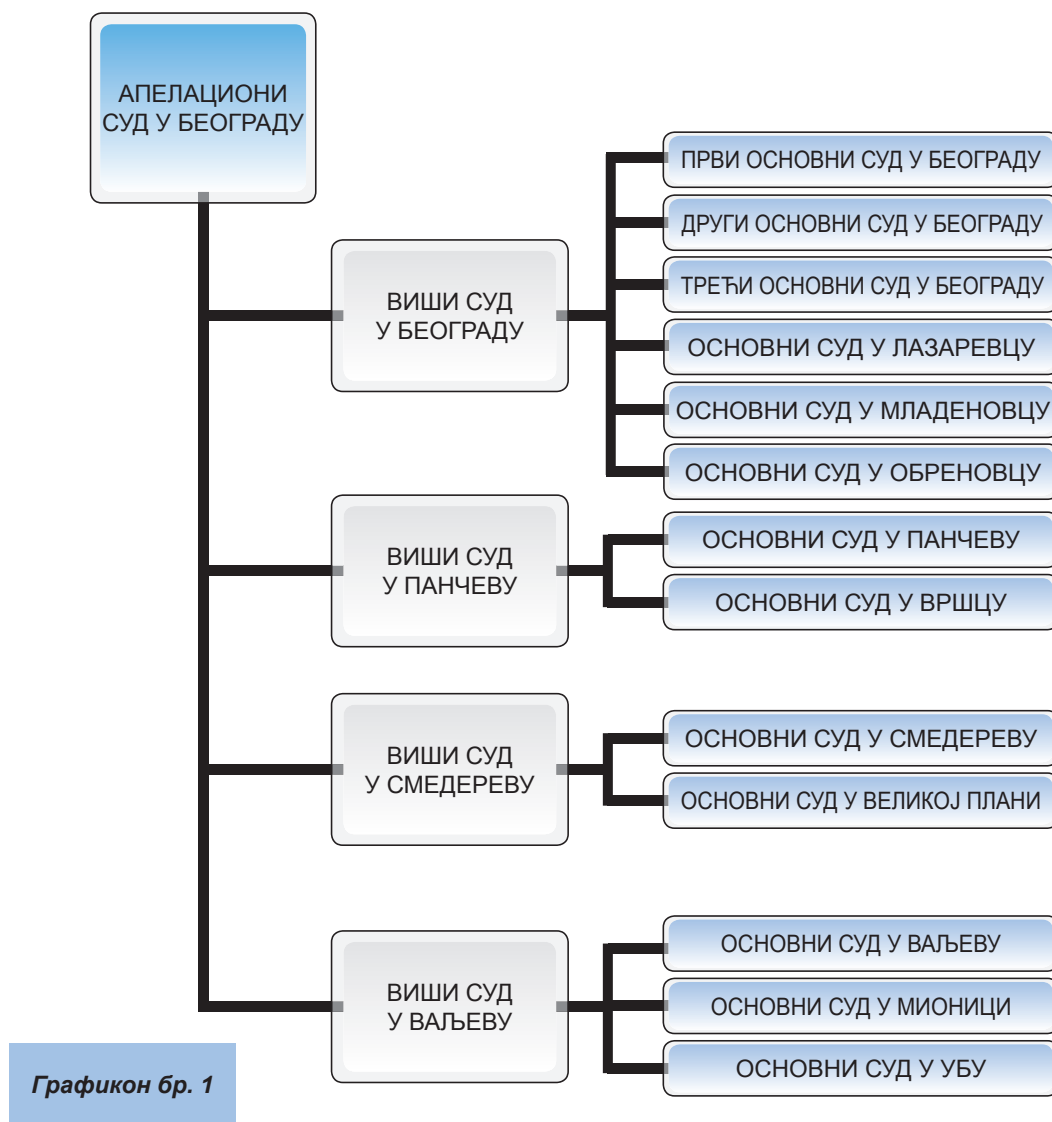 АПЕЛАЦИОНИ
СУД У БЕОГРАДУ
ВИШИ СУД
У БЕОГРАДУ
ПРВИ ОСНОВНИ СУД У БЕОГРАДУ
ДРУГИ ОСНОВНИ СУД У БЕОГРАДУ
ТРЕЋИ ОСНОВНИ СУД У БЕОГРАДУ
ОСНОВНИ СУД У ЛАЗАРЕВЦУ
ОСНОВНИ СУД У МЛАДЕНОВЦУ
ОСНОВНИ СУД У ОБРЕНОВЦУ
ВИШИ СУД
У ПАНЧЕВУ
ОСНОВНИ СУД У ПАНЧЕВУ
ОСНОВНИ СУД У ВРШЦУ
ВИШИ СУД
У СМЕДЕРЕВУ
ОСНОВНИ СУД У СМЕДЕРЕВУ
ОСНОВНИ СУД У ВЕЛИКОЈ ПЛАНИ
ВИШИ СУД
У ВАЉЕВУ
ОСНОВНИ СУД У ВАЉЕВУ
ОСНОВНИ СУД У МИОНИЦИ
ОСНОВНИ СУД У УБУ
Графикон бр. 1